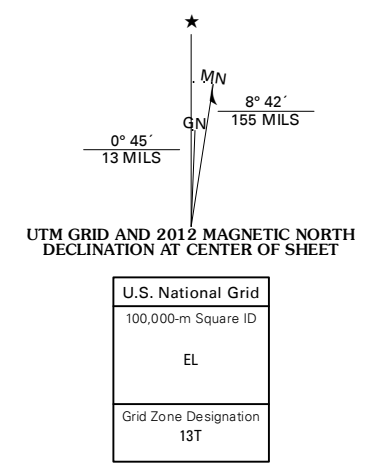 ★
MN
GN
8° 42´
155 MILS
0° 45´
13 MILS
UTM GRID AND 2012 MAGNETIC NORTH
DECLINATION AT CENTER OF SHEET
U.S. National Grid
100,000-m Square ID
EL
Grid Zone Designation
13T